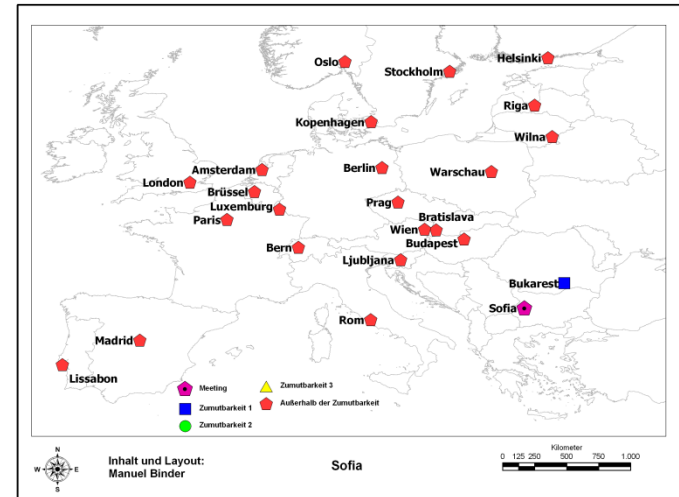 Oslo
Helsinki
Stockholm
Riga
Kopenhagen
Wilna
Amsterdam
Berlin
Warschau
London
Brüssel
Luxemburg
Prag
Paris
Bratislava
Wien
Budapest
Bern
Ljubljana
Bukarest
Sofia
Rom
Madrid
Lissabon
Meeting
Zumutbarkeit 3
Zumutbarkeit 1
Außerhalb der Zumutbarkeit
Zumutbarkeit 2
N
W E
S
Inhalt und Layout:
Manuel Binder
Sofia
Kilometer
0 125 250 500 750 1.000